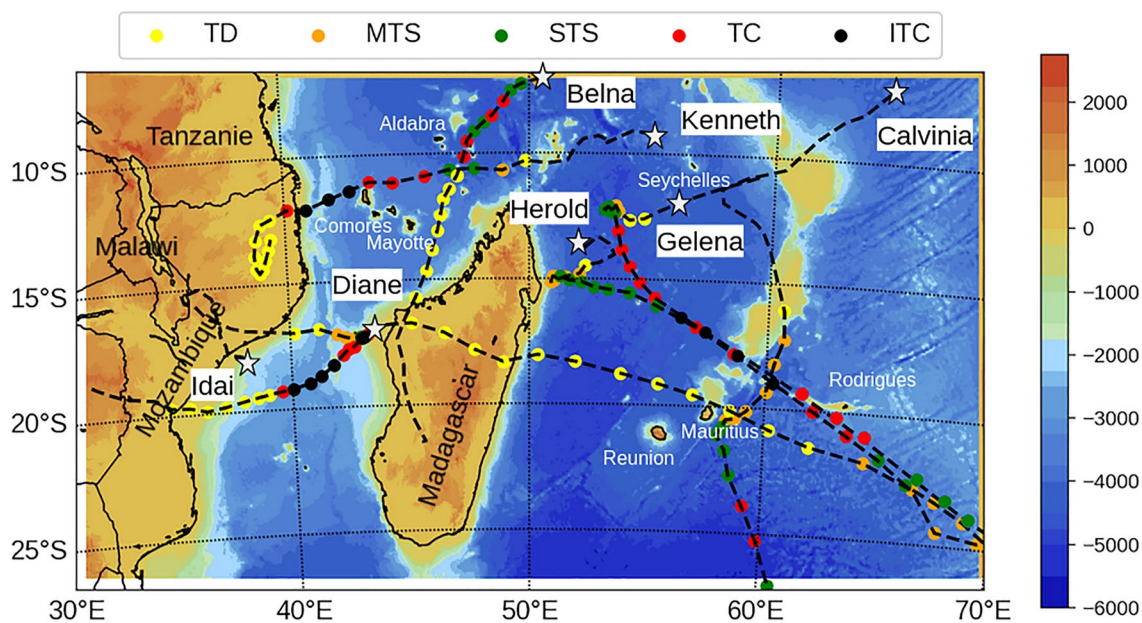 TD MTS STS TC ITC
Belna
Kenneth
Calvinia
Aldabra
Tanzanie
10°S
Seychelles
Herold
Comores
Mayotte
Gelena
Malawi
Diane
15°S
Mozambique
Idai
Madagascar
Rodrigues
Mauritius
20°S
Reunion
25°S
30°E 40°E 50°E 60°E 70°E
2000
1000
0
−1000
−2000
−3000
−4000
−5000
−6000